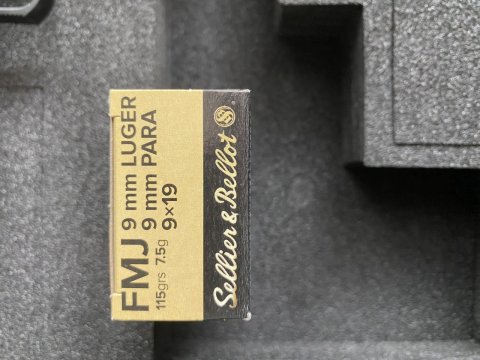 FMJ 9 mm LUGER
9 mm PARA
115grs 7.5g 9×19
Sellier & Bellot